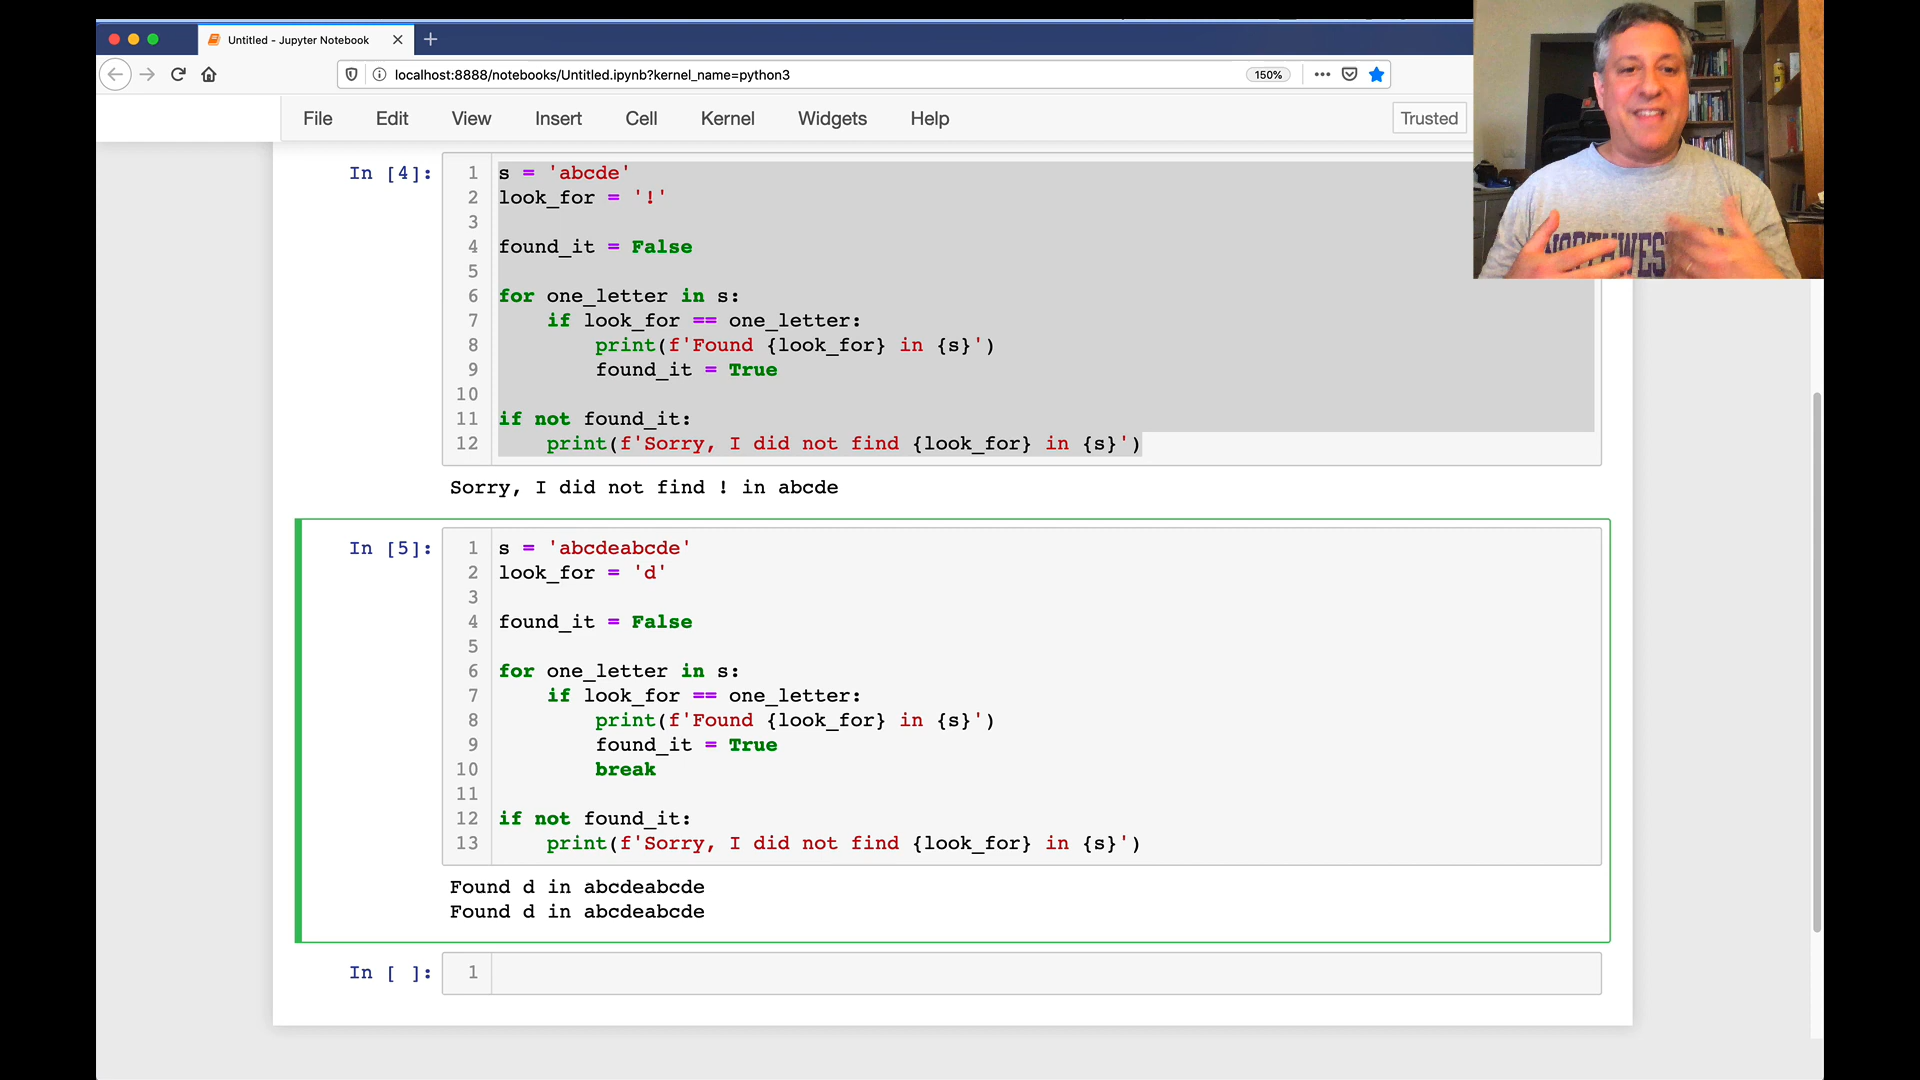 Untitled - Jupyter Notebook
localhost:8888/notebooks/Untitled.ipynb?kernel_name=python3
150%
File Edit View Insert Cell Kernel Widgets Help
Trusted
In [4]:
1 s = 'abcde'
2 look_for = '!'
3
4 found_it = False
5
6 for one_letter in s:
7 if look_for == one_letter:
8 print(f'Found {look_for} in {s}')
9 found_it = True
10
11 if not found_it:
12 print(f'Sorry, I did not find {look_for} in {s}')
Sorry, I did not find ! in abcde
In [5]:
1 s = 'abcdeabcde'
2 look_for = 'd'
3
4 found_it = False
5
6 for one_letter in s:
7 if look_for == one_letter:
8 print(f'Found {look_for} in {s}')
9 found_it = True
10 break
11
12 if not found_it:
13 print(f'Sorry, I did not find {look_for} in {s}')
Found d in abcdeabcde
Found d in abcdeabcde
In [ ]:
1